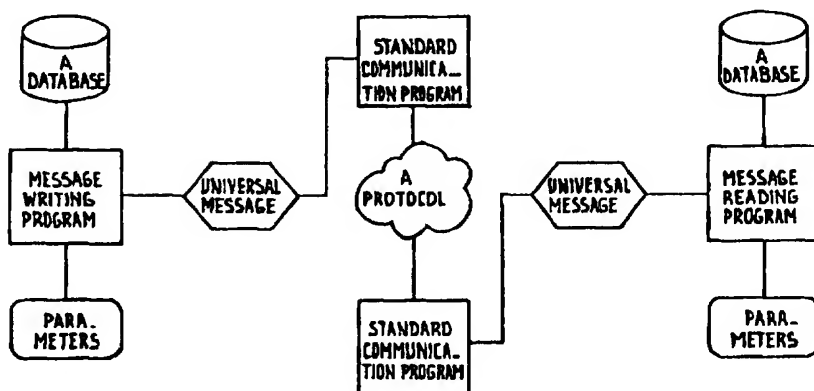 A
DATABASE
MESSAGE
WRITING
PROGRAM
PARA_
METERS
UNIVERSAL
MESSAGE
STANDARD
COMMUNICA_
TION PROGRAM
A
PROTOCOL
STANDARD
COMMUNICA_
TION PROGRAM
UNIVERSAL
MESSAGE
A
DATABASE
MESSAGE
READING
PROGRAM
PARA_
METERS